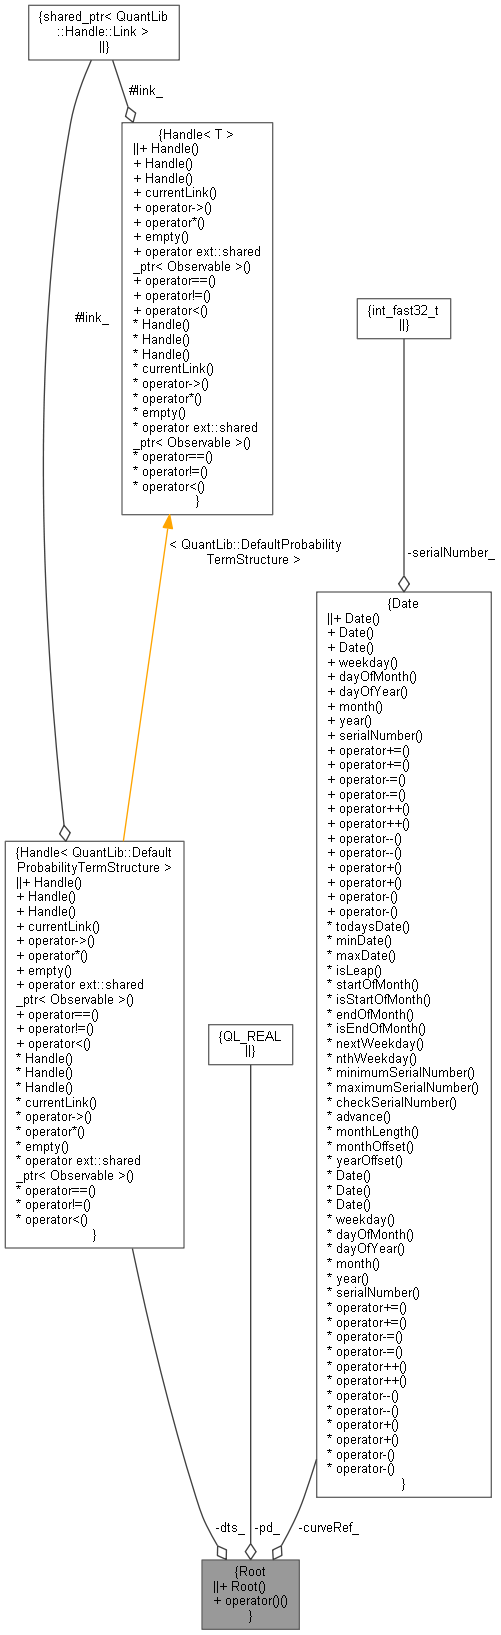 {shared_ptr< QuantLib
::Handle::Link >
||}
#link_
{Handle< T >
||+ Handle()
+ Handle()
+ Handle()
+ currentLink()
+ operator->()
+ operator*()
+ empty()
+ operator ext::shared
_ptr< Observable >()
+ operator==()
+ operator!=()
+ operator<()
* Handle()
* Handle()
* Handle()
* currentLink()
* operator->()
* operator*()
* empty()
* operator ext::shared
_ptr< Observable >()
* operator==()
* operator!=()
* operator<()
}
#link_
< QuantLib::DefaultProbability
TermStructure >
{int_fast32_t
||}
-serialNumber_
{Date
||+ Date()
+ Date()
+ Date()
+ weekday()
+ dayOfMonth()
+ dayOfYear()
+ month()
+ year()
+ serialNumber()
+ operator+=()
+ operator+=()
+ operator-=()
+ operator-=()
+ operator++()
+ operator++()
+ operator--()
+ operator--()
+ operator+()
+ operator+()
+ operator-()
+ operator-()
* todaysDate()
* minDate()
* maxDate()
* isLeap()
* startOfMonth()
* isStartOfMonth()
* endOfMonth()
* isEndOfMonth()
* nextWeekday()
* nthWeekday()
* minimumSerialNumber()
* maximumSerialNumber()
* checkSerialNumber()
* advance()
* monthLength()
* monthOffset()
* yearOffset()
* Date()
* Date()
* Date()
* weekday()
* dayOfMonth()
* dayOfYear()
* month()
* year()
* serialNumber()
* operator+=()
* operator+=()
* operator-=()
* operator-=()
* operator++()
* operator++()
* operator--()
* operator--()
* operator+()
* operator+()
* operator-()
* operator-()
}
{Handle< QuantLib::Default
ProbabilityTermStructure >
||+ Handle()
+ Handle()
+ Handle()
+ currentLink()
+ operator->()
+ operator*()
+ empty()
+ operator ext::shared
_ptr< Observable >()
+ operator==()
+ operator!=()
+ operator<()
* Handle()
* Handle()
* Handle()
* currentLink()
* operator->()
* operator*()
* empty()
* operator ext::shared
_ptr< Observable >()
* operator==()
* operator!=()
* operator<()
}
{QL_REAL
||}
-dts_
-pd_
-curveRef_
{Root
||+ Root()
+ operator()()
}